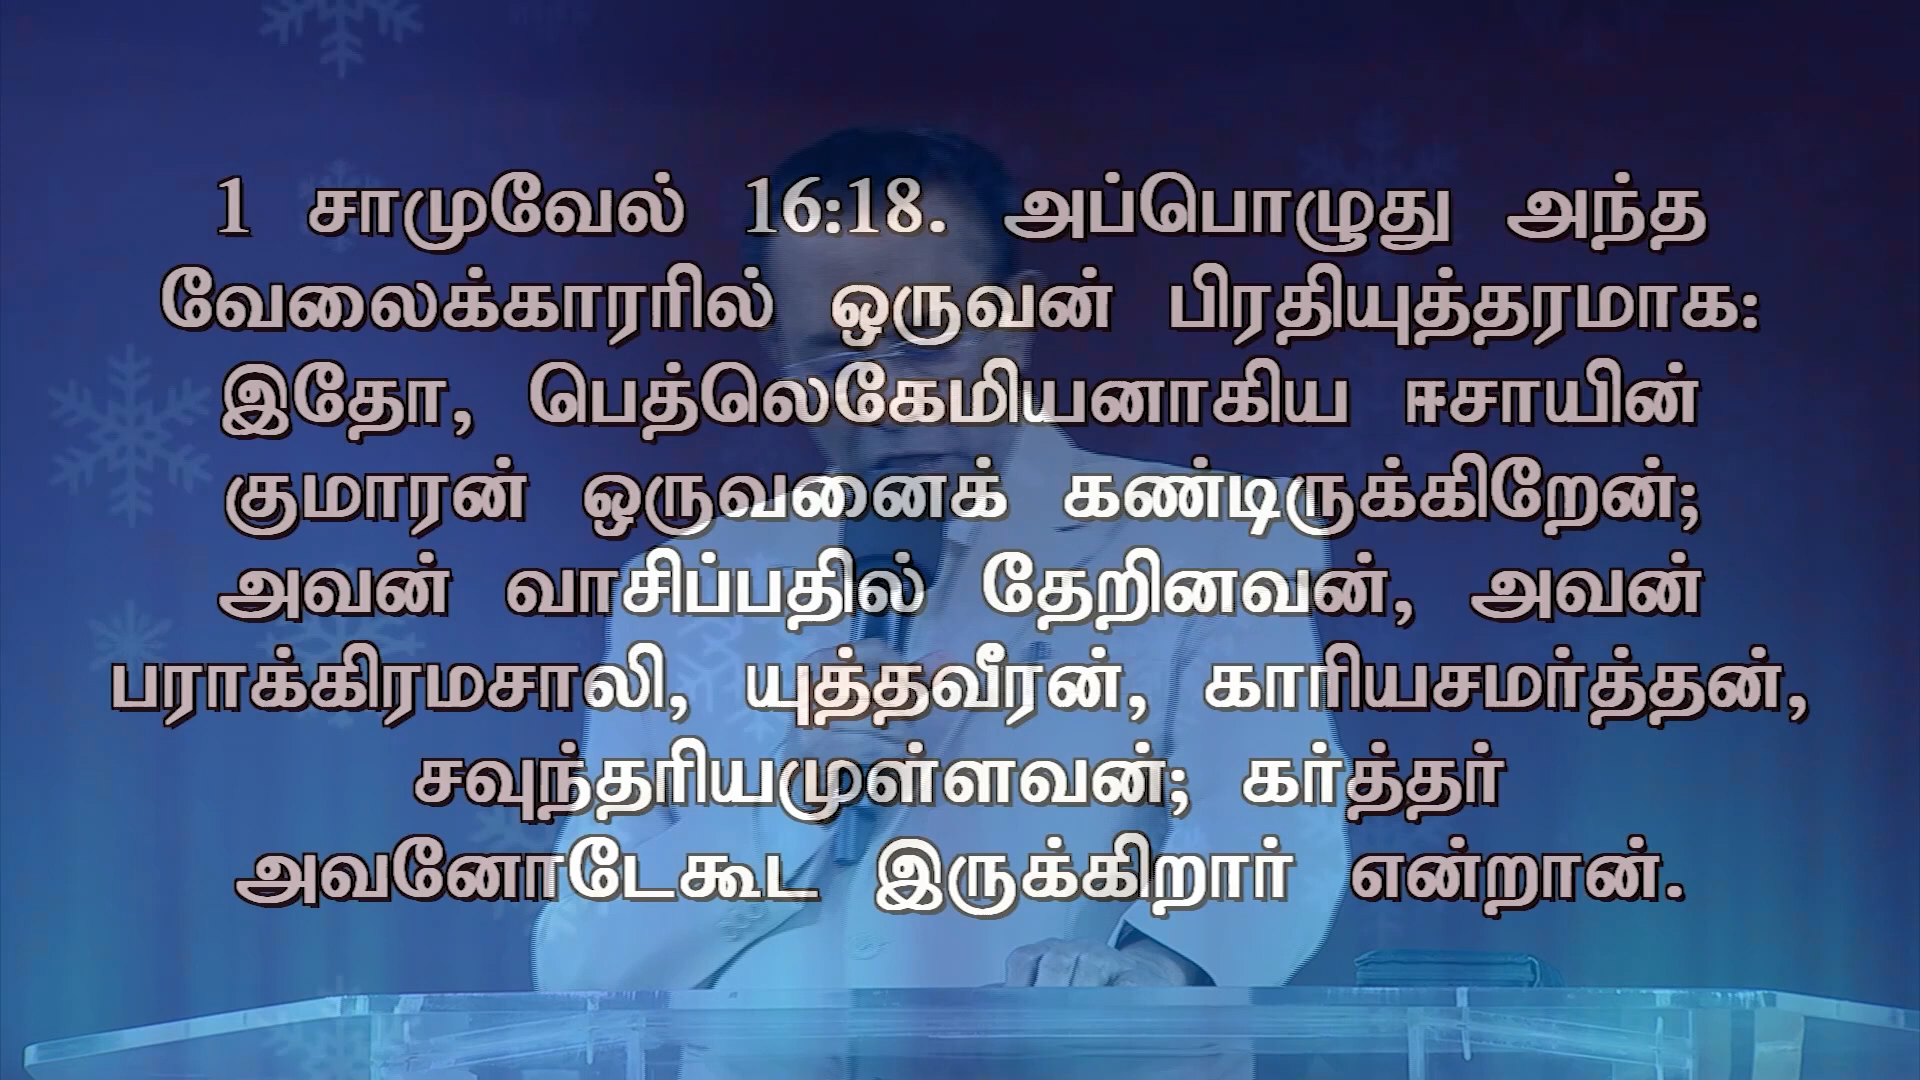 1 சாமுவேல் 16:18. அப்பொழுது அந்த
வேலைக்காரரில் ஒருவன் பிரதியுத்தரமாக:
இதோ, பெத்லெகேமியனாகிய ஈசாயின்
குமாரன் ஒருவனைக் கண்டிருக்கிறேன்;
அவன் வாசிப்பதில் தேறினவன், அவன்
பராக்கிரமசாலி, யுத்தவீரன், காரியசமர்த்தன்,
சவுந்தரியமுள்ளவன்; கர்த்தர்
அவனோடேகூட இருக்கிறார் என்றான்.